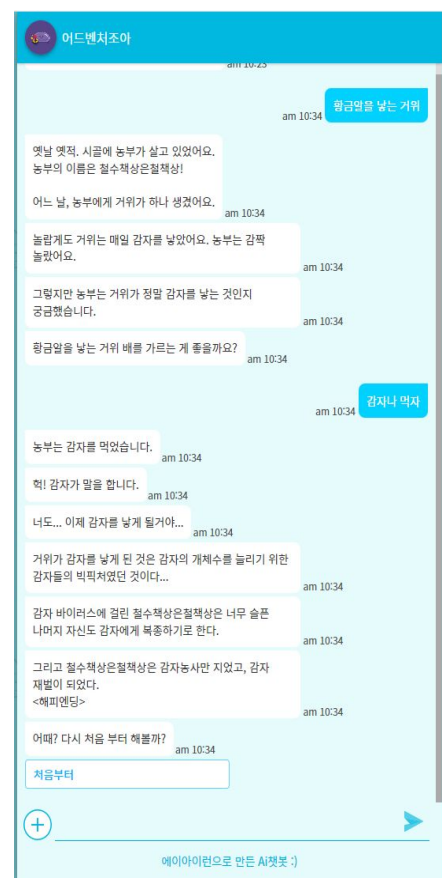 어드벤처조아
am 10:23
황금알을 낳는 거위
am 10:34
옛날 옛적. 시골에 농부가 살고 있었어요.
농부의 이름은 철수책상은철책상!
어느 날, 농부에게 거위가 하나 생겼어요.
am 10:34
놀랍게도 거위는 매일 감자를 낳았어요. 농부는 깜짝
놀랐어요.
am 10:34
그렇지만 농부는 거위가 정말 감자를 낳는 것인지
궁금했습니다.
am 10:34
황금알을 낳는 거위 배를 가르는 게 좋을까요?
am 10:34
감자나 먹자
am 10:34
농부는 감자를 먹었습니다.
am 10:34
헉! 감자가 말을 합니다.
am 10:34
너도... 이제 감자를 낳게 될거야...
am 10:34
거위가 감자를 낳게 된 것은 감자의 개체수를 늘리기 위한
감자들의 빅픽처였던 것이다...
am 10:34
감자 바이러스에 걸린 철수책상은철책상은 너무 슬픈
나머지 자신도 감자에게 복종하기로 한다.
am 10:34
그리고 철수책상은철책상은 감자농사만 지었고, 감자
재벌이 되었다.
<해피엔딩>
am 10:34
어때? 다시 처음 부터 해볼까?
am 10:34
처음부터
에이아이런으로 만든 Ai챗봇 :)